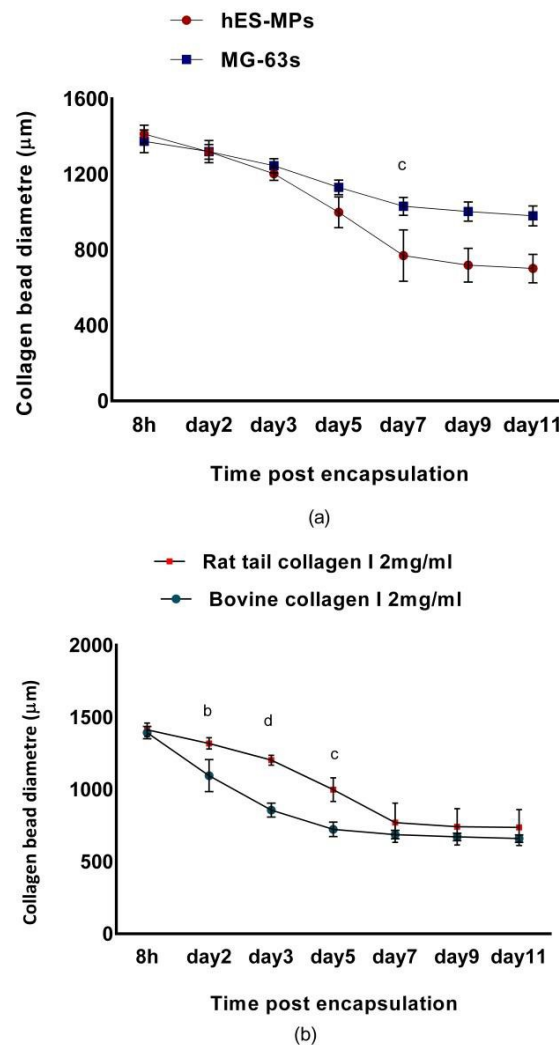 hES-MPs
MG-63s
Collagen bead diametre (μm)
1600
1200
800
400
0
c
8h day2 day3 day5 day7 day9 day11
Time post encapsulation
(a)
Rat tail collagen I 2mg/ml
Bovine collagen I 2mg/ml
Collagen bead diametre (μm)
2000
1500
1000
500
0
b
d
c
8h day2 day3 day5 day7 day9 day11
Time post encapsulation
(b)